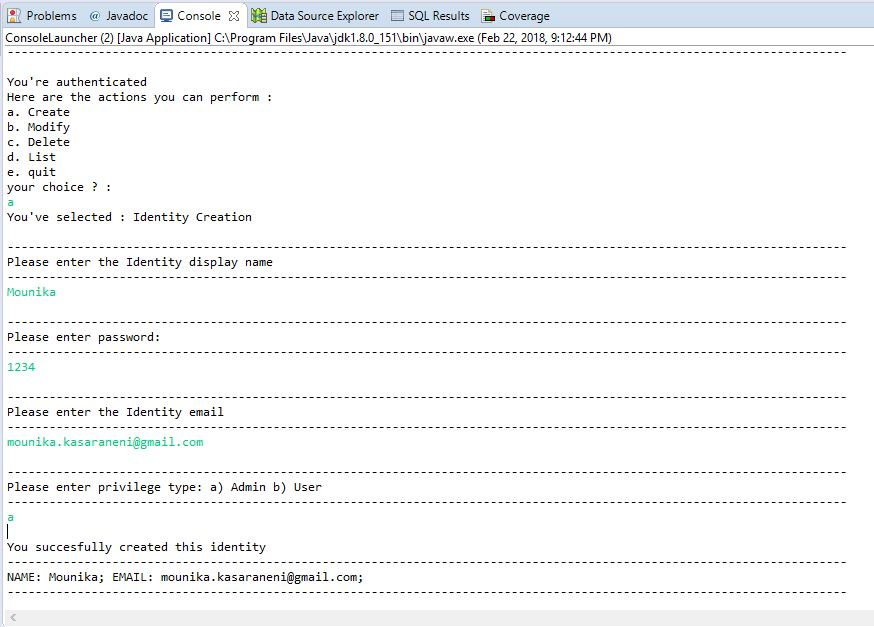 Problems @ Javadoc Console Data Source Explorer SQL Results Coverage
ConsoleLauncher (2) [Java Application] C:\Program Files\Java\jdk1.8.0_151\bin\javaw.exe (Feb 22, 2018, 9:12:44 PM)
------------------------------------------------------------------------------------------------------------------------
You're authenticated
Here are the actions you can perform :
a. Create
b. Modify
c. Delete
d. List
e. quit
your choice ? :
a
You've selected : Identity Creation
------------------------------------------------------------------------------------------------------------------------
Please enter the Identity display name
------------------------------------------------------------------------------------------------------------------------
Mounika
------------------------------------------------------------------------------------------------------------------------
Please enter password:
------------------------------------------------------------------------------------------------------------------------
1234
------------------------------------------------------------------------------------------------------------------------
Please enter the Identity email
------------------------------------------------------------------------------------------------------------------------
mounika.kasaraneni@gmail.com
------------------------------------------------------------------------------------------------------------------------
Please enter privilege type: a) Admin b) User
------------------------------------------------------------------------------------------------------------------------
a
You succesfully created this identity
------------------------------------------------------------------------------------------------------------------------
NAME: Mounika; EMAIL: mounika.kasaraneni@gmail.com;
------------------------------------------------------------------------------------------------------------------------